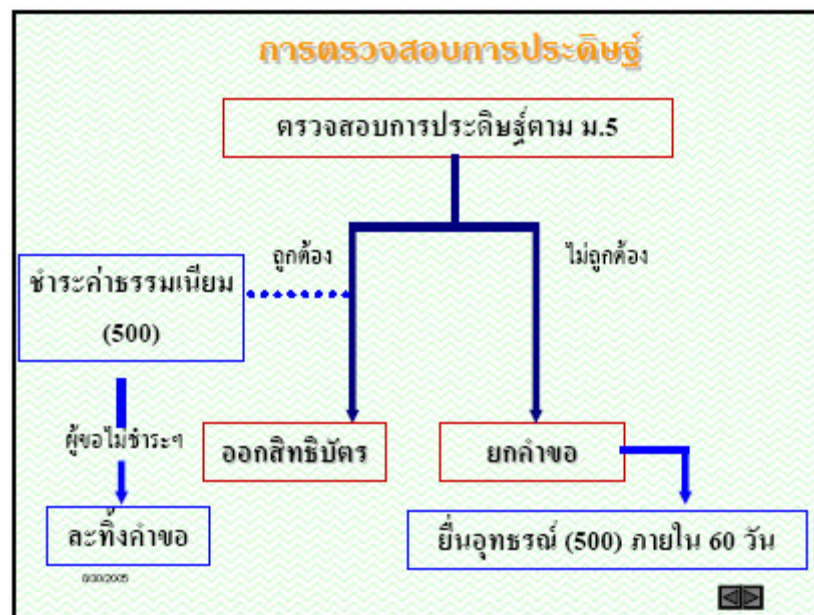 การตรวจสอบการประดิษฐ์
ตรวจสอบการประดิษฐ์ตาม ม.5
ถูกต้อง
ไม่ถูกต้อง
ชำระค่าธรรมเนียม
(500)
ผู้ขอไม่ชำระฯ
ออกสิทธิบัตร
ยกคำขอ
ละทิ้งคำขอ
ยื่นอุทธรณ์ (500) ภายใน 60 วัน